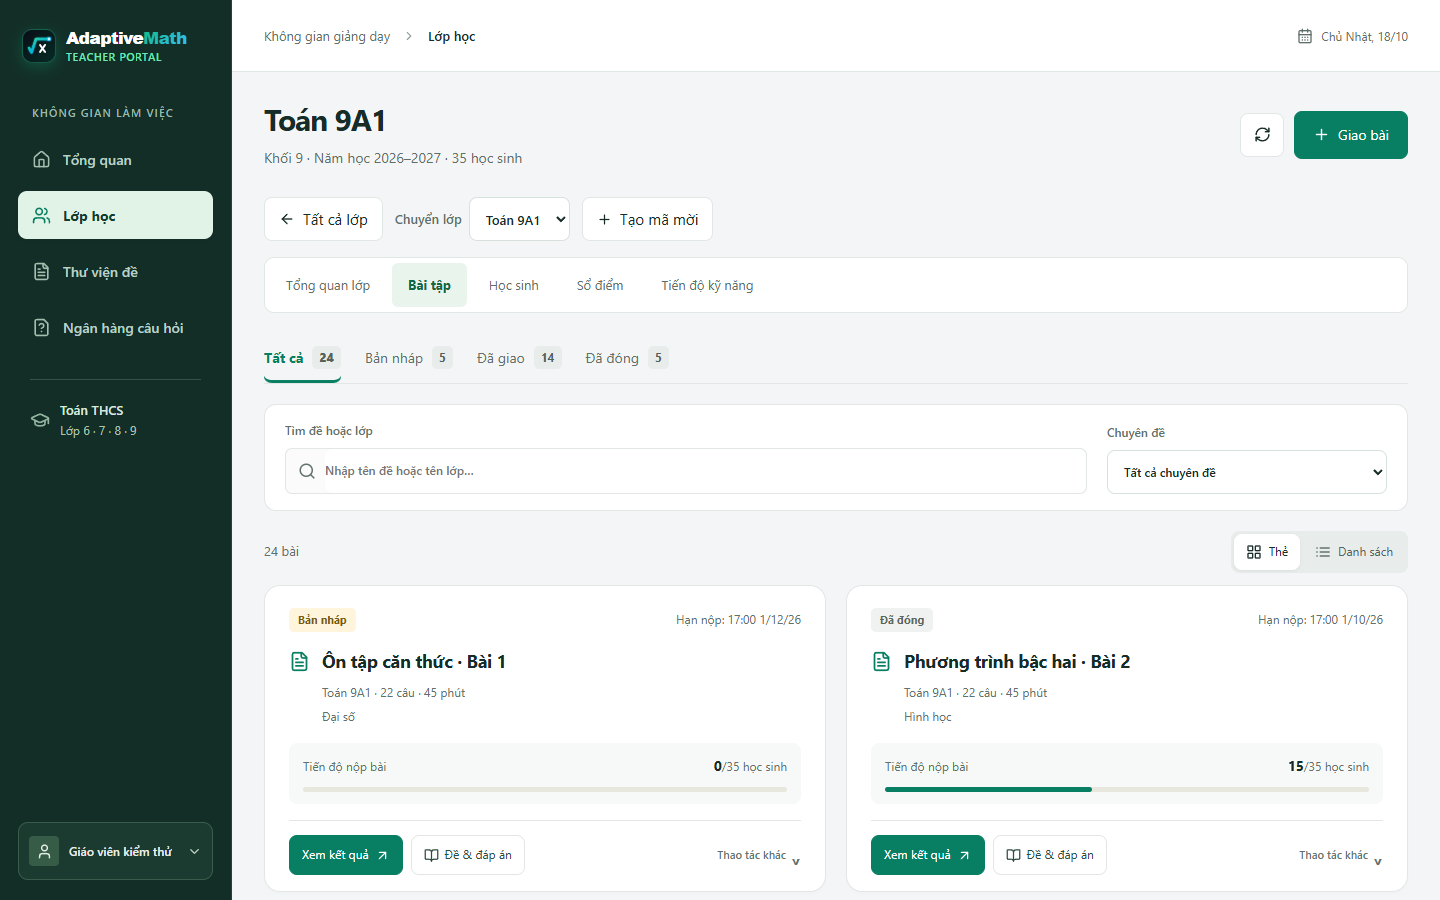 AdaptiveMath
TEACHER PORTAL
KHÔNG GIAN LÀM VIỆC
Tổng quan
Lớp học
Thư viện đề
Ngân hàng câu hỏi
Toán THCS
Lớp 6 · 7 · 8 · 9
Giáo viên kiểm thử
Không gian giảng dạy
Lớp học
Chủ Nhật, 18/10
Toán 9A1
Khối 9 · Năm học 2026–2027 · 35 học sinh
Giao bài
Tất cả lớp
Chuyển lớp
Toán 9A1
Tạo mã mời
Tổng quan lớp
Bài tập
Học sinh
Sổ điểm
Tiến độ kỹ năng
Tất cả 24
Bản nháp 5
Đã giao 14
Đã đóng 5
Tìm đề hoặc lớp
Nhập tên đề hoặc tên lớp...
Chuyên đề
Tất cả chuyên đề
24 bài
Thẻ
Danh sách
Bản nháp
Hạn nộp: 17:00 1/12/26
Ôn tập căn thức · Bài 1
Toán 9A1 · 22 câu · 45 phút
Đại số
Tiến độ nộp bài
0/35 học sinh
Xem kết quả
Đề & đáp án
Thao tác khác
Đã đóng
Hạn nộp: 17:00 1/10/26
Phương trình bậc hai · Bài 2
Toán 9A1 · 22 câu · 45 phút
Hình học
Tiến độ nộp bài
15/35 học sinh
Xem kết quả
Đề & đáp án
Thao tác khác